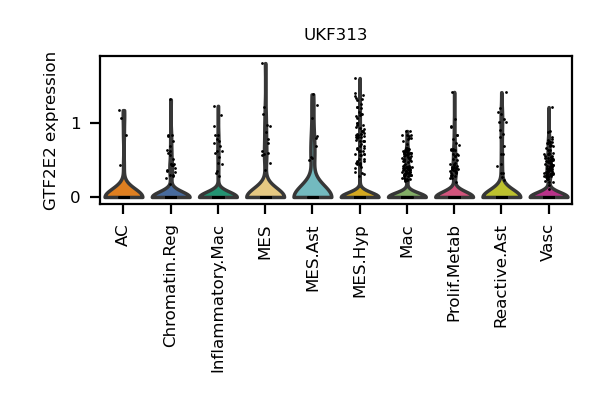 UKF313
GTF2E2 expression
1
0
AC
Chromatin.Reg
Inflammatory.Mac
MES
MES.Ast
MES.Hyp
Mac
Prolif.Metab
Reactive.Ast
Vasc